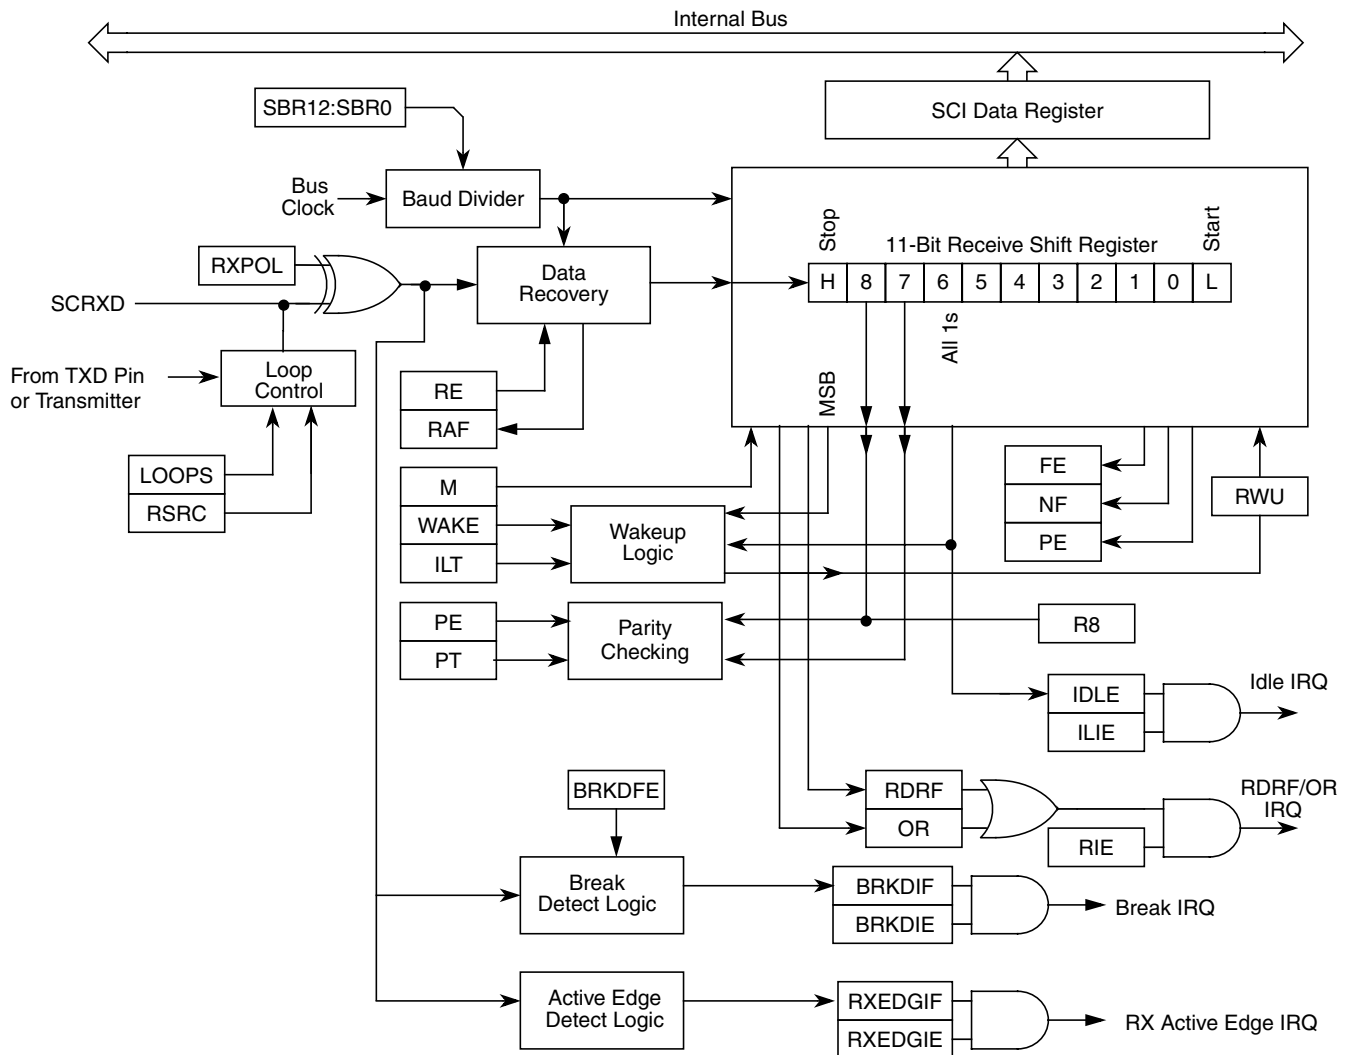 Internal Bus
SBR12:SBR0
SCI Data Register
Bus
Clock
Baud Divider
Stop
11-Bit Receive Shift Register
Start
RXPOL
Data
Recovery
H 8 7 6 5 4 3 2 1 0 L
SCRXD
All 1s
From TXD Pin
or Transmitter
Loop
Control
RE
MSB
RAF
LOOPS
RSRC
M
WAKE
ILT
Wakeup
Logic
FE
NF
PE
RWU
PE
PT
Parity
Checking
R8
IDLE
ILIE
Idle IRQ
BRKDFE
RDRF
OR
RIE
RDRF/OR
IRQ
Break
Detect Logic
BRKDIF
BRKDIE
Break IRQ
Active Edge
Detect Logic
RXEDGIF
RXEDGIE
RX Active Edge IRQ